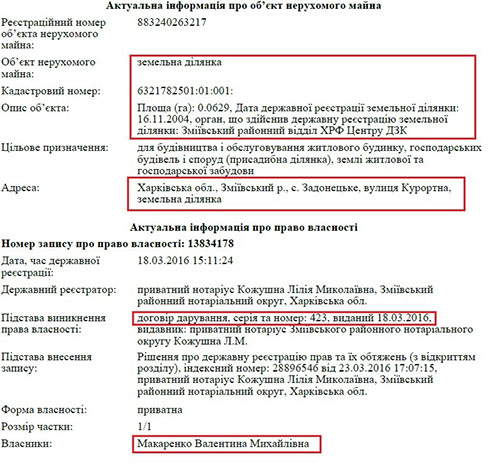 Актуальна інформація про об’єкт нерухомого майна
Реєстраційний номер 883240263217
об’єкта нерухомого
майна:
Об’єкт нерухомого земельна ділянка
майна:
Кадастровий номер: 6321782501:01:001:
Опис об’єкта: Площа (га): 0.0629, Дата державної реєстрації земельної ділянки:
16.11.2004, орган, що здійснив державну реєстрацію земельної
ділянки: Зміївський районний відділ ХРФ Центру ДЗК
Цільове призначення: для будівництва і обслуговування житлового будинку, господарських
будівель і споруд (присадибна ділянка), землі житлової та
господарської забудови
Адреса: Харківська обл., Зміївський р., с. Задонецьке, вулиця Курортна,
земельна ділянка
Актуальна інформація про право власності
Номер запису про право власності: 13834178
Дата, час державної 18.03.2016 15:11:24
реєстрації:
Державний реєстратор: приватний нотаріус Кожушна Лілія Миколаївна, Зміївський
районний нотаріальний округ, Харківська обл.
Підстава виникнення договір дарування, серія та номер: 423, виданий 18.03.2016,
права власності: видавник: приватний нотаріус Зміївського районного нотаріального
округу Кожушна Л.М.
Підстава внесення Рішення про державну реєстрацію прав та їх обтяжень (з відкриттям
запису: розділу), індексний номер: 28896546 від 23.03.2016 17:07:15,
приватний нотаріус Кожушна Лілія Миколаївна, Зміївський
районний нотаріальний округ, Харківська обл.
Форма власності: приватна
Розмір частки: 1/1
Власники: Макаренко Валентина Михайлівна